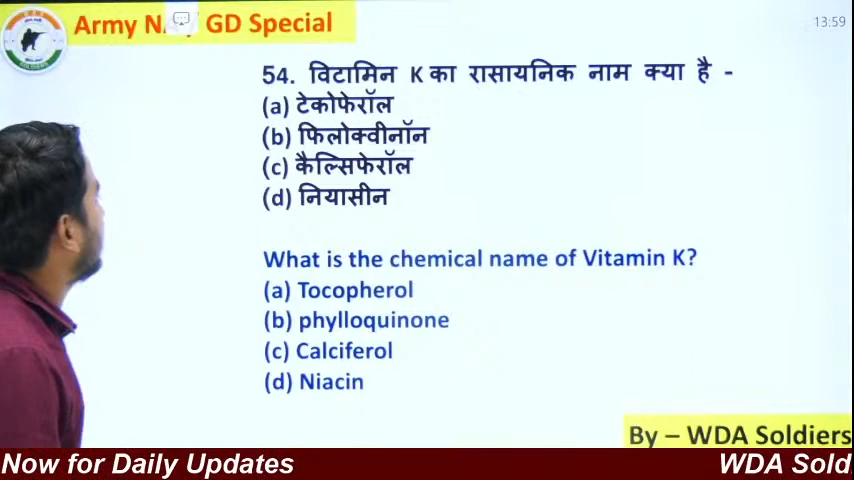 Army GD Special
13:59
54. विटामिन K का रासायनिक नाम क्या है -
(a) टेकोफेरॉल
(b) फिलोक्वीनॉन
(c) कैल्सिफेरॉल
(d) नियासीन
What is the chemical name of Vitamin K?
(a) Tocopherol
(b) phylloquinone
(c) Calciferol
(d) Niacin
By – WDA Soldiers
Now for Daily Updates WDA Sold